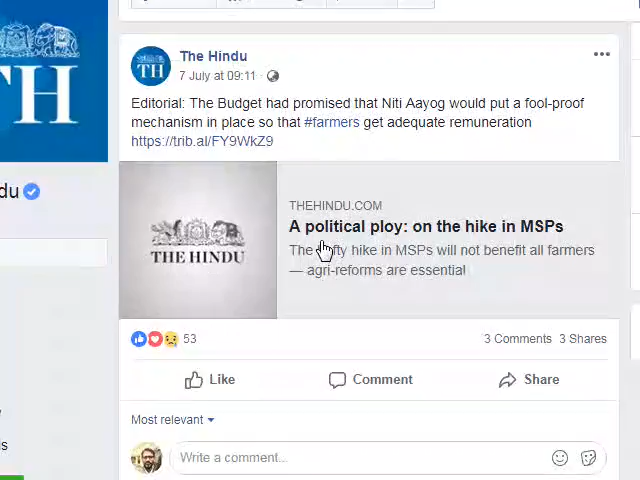 TH
du
The Hindu
7 July at 09:11
Editorial: The Budget had promised that Niti Aayog would put a fool-proof
mechanism in place so that #farmers get adequate remuneration
https://trib.al/FY9WkZ9
TH
THE HINDU
THEHINDU.COM
A political ploy: on the hike in MSPs
The hike in MSPs will not benefit all farmers
— agri-reforms are essential
53
3 Comments 3 Shares
Like
Comment
Share
Most relevant
s
Write a comment...